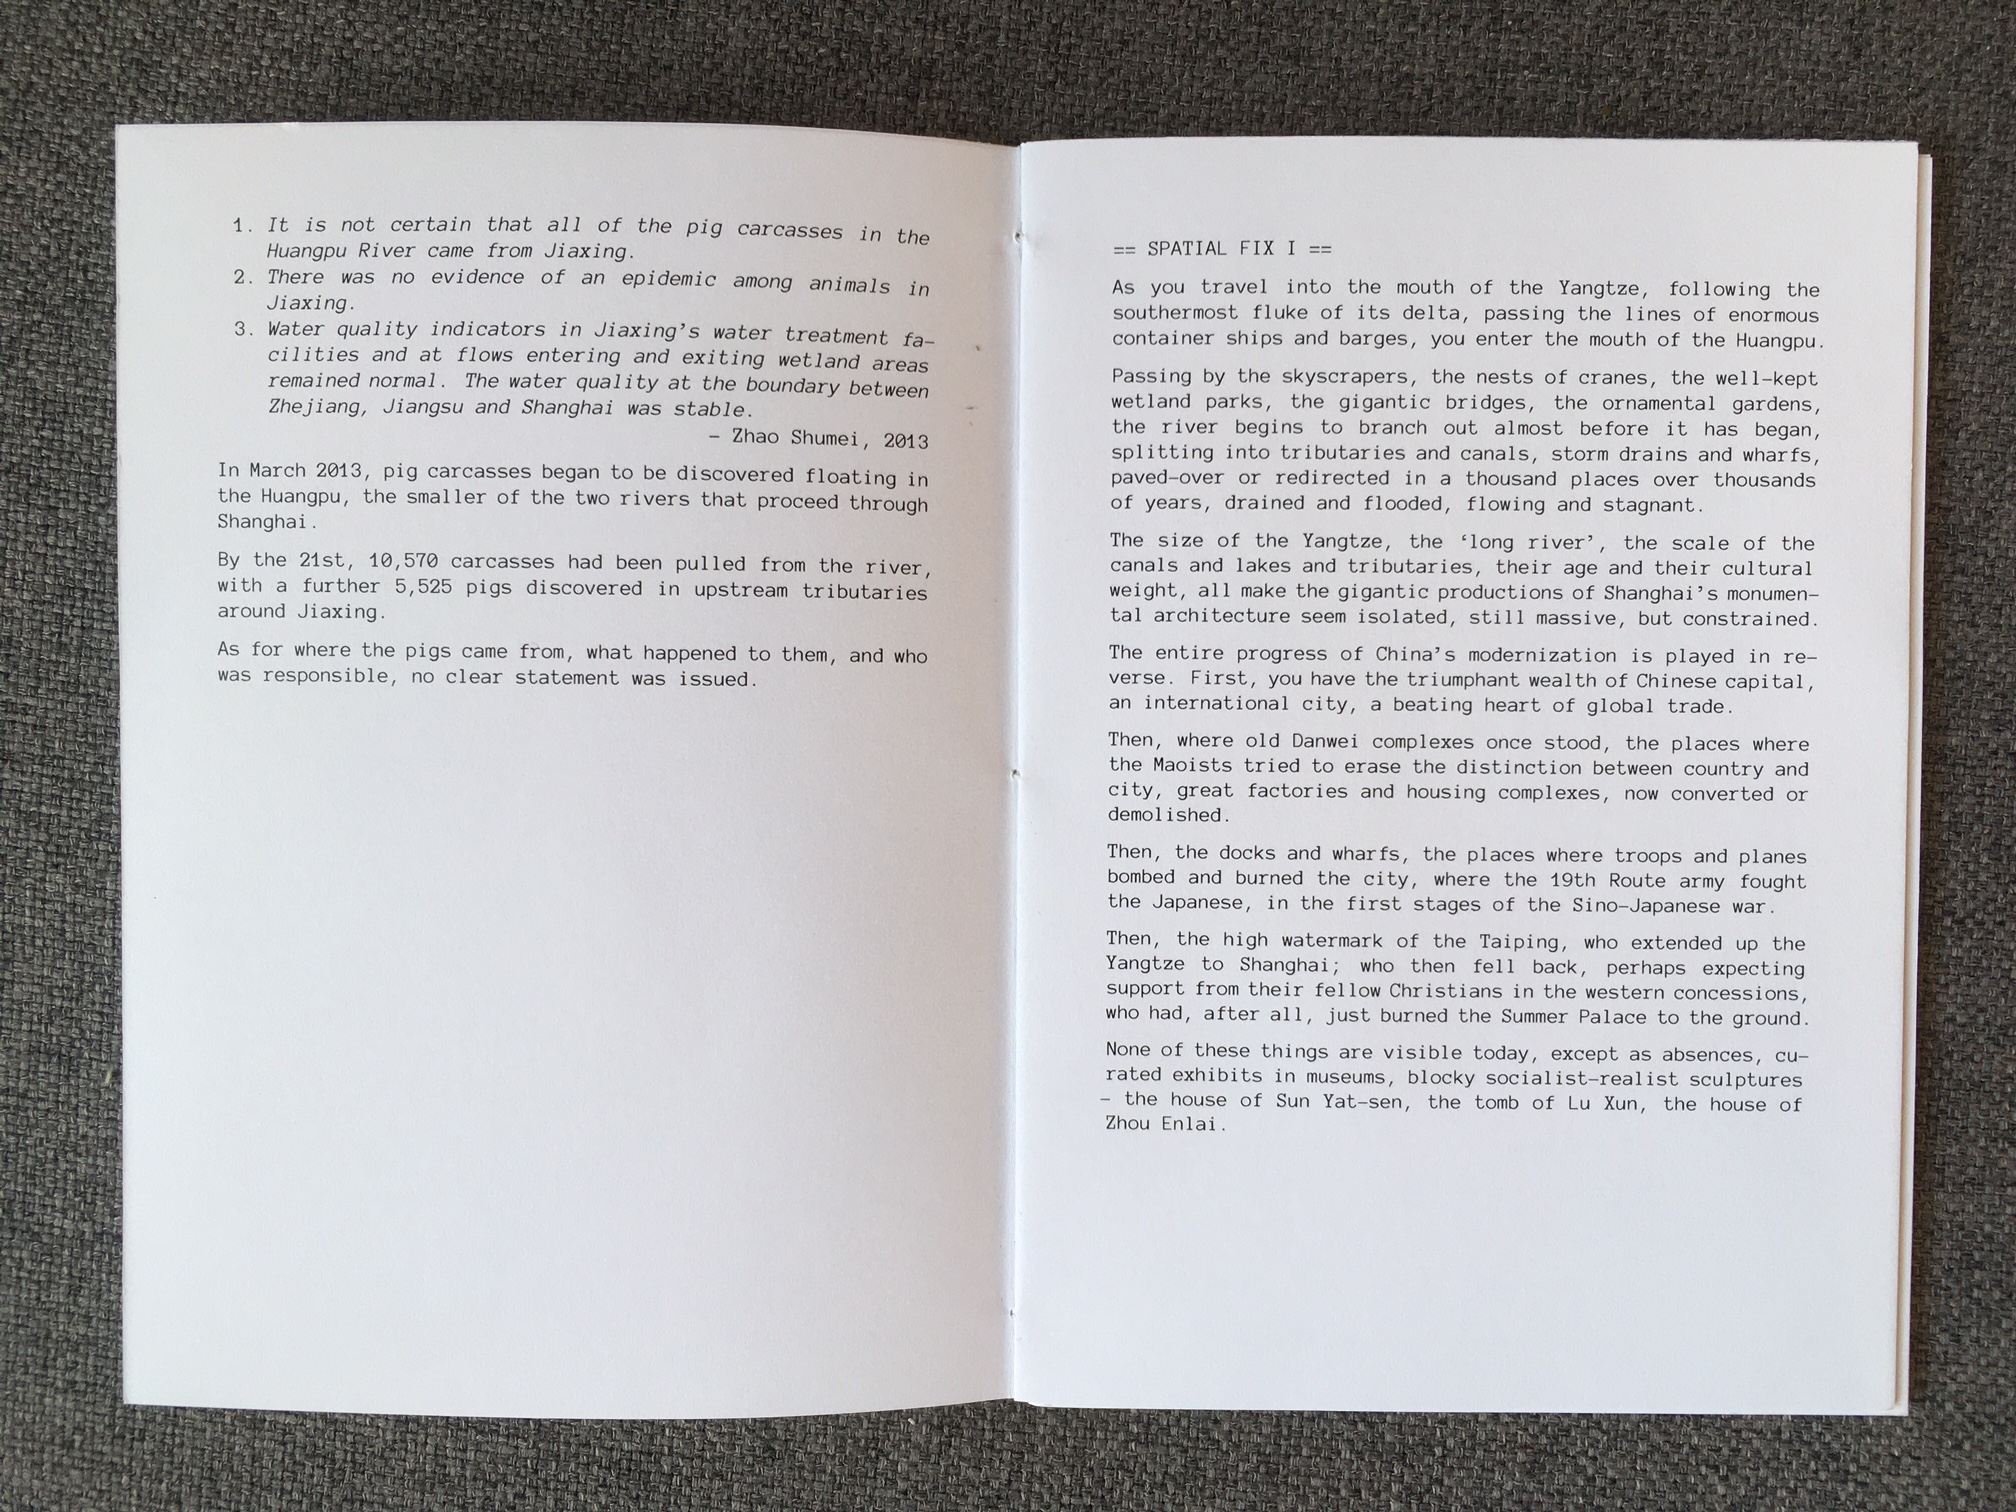 1. It is not certain that all of the pig carcasses in the
Huangpu River came from Jiaxing.
2. There was no evidence of an epidemic among animals in
Jiaxing.
3. Water quality indicators in Jiaxing's water treatment fa-
cilities and at flows entering and exiting wetland areas
remained normal. The water quality at the boundary between
Zhejiang, Jiangsu and Shanghai was stable.
– Zhao Shumei, 2013
In March 2013, pig carcasses began to be discovered floating in
the Huangpu, the smaller of the two rivers that proceed through
Shanghai.
By the 21st, 10,570 carcasses had been pulled from the river,
with a further 5,525 pigs discovered in upstream tributaries
around Jiaxing.
As for where the pigs came from, what happened to them, and who
was responsible, no clear statement was issued.
== SPATIAL FIX I ==
As you travel into the mouth of the Yangtze, following the
southermost fluke of its delta, passing the lines of enormous
container ships and barges, you enter the mouth of the Huangpu.
Passing by the skyscrapers, the nests of cranes, the well-kept
wetland parks, the gigantic bridges, the ornamental gardens,
the river begins to branch out almost before it has began,
splitting into tributaries and canals, storm drains and wharfs,
paved-over or redirected in a thousand places over thousands
of years, drained and flooded, flowing and stagnant.
The size of the Yangtze, the ‘long river’, the scale of the
canals and lakes and tributaries, their age and their cultural
weight, all make the gigantic productions of Shanghai's monumen-
tal architecture seem isolated, still massive, but constrained.
The entire progress of China's modernization is played in re-
verse. First, you have the triumphant wealth of Chinese capital,
an international city, a beating heart of global trade.
Then, where old Danwei complexes once stood, the places where
the Maoists tried to erase the distinction between country and
city, great factories and housing complexes, now converted or
demolished.
Then, the docks and wharfs, the places where troops and planes
bombed and burned the city, where the 19th Route army fought
the Japanese, in the first stages of the Sino-Japanese war.
Then, the high watermark of the Taiping, who extended up the
Yangtze to Shanghai; who then fell back, perhaps expecting
support from their fellow Christians in the western concessions,
who had, after all, just burned the Summer Palace to the ground.
None of these things are visible today, except as absences, cu-
rated exhibits in museums, blocky socialist-realist sculptures
– the house of Sun Yat-sen, the tomb of Lu Xun, the house of
Zhou Enlai.